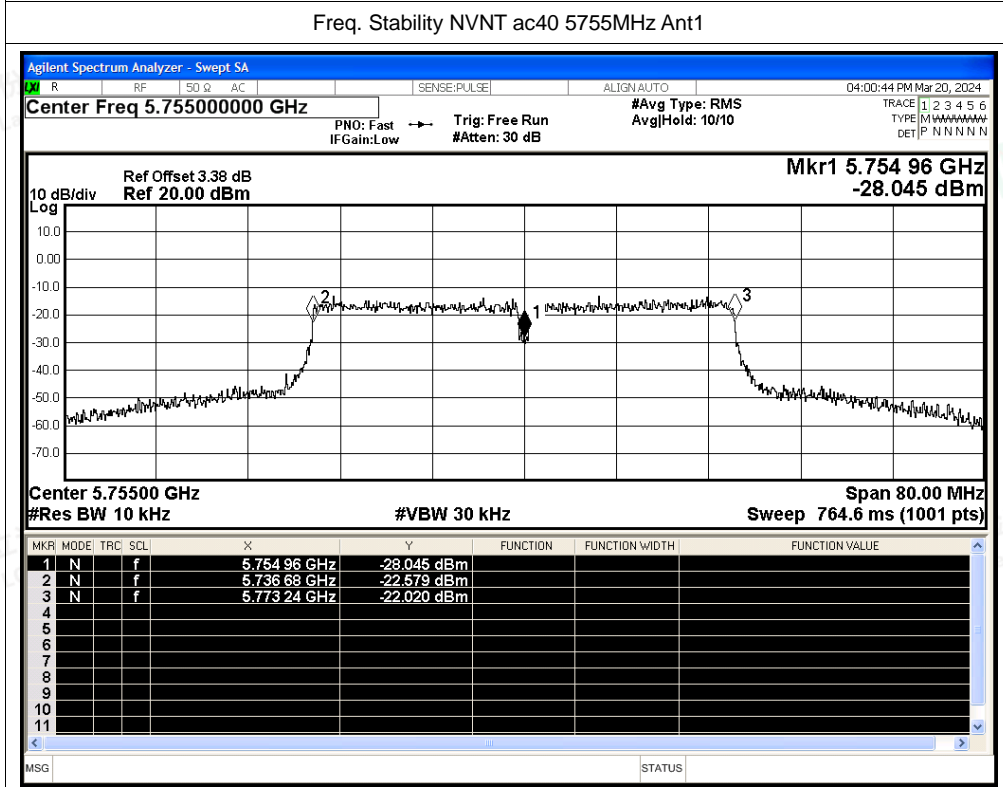 Freq. Stability NVNT ac40 5755MHz Ant1
Agilent Spectrum Analyzer - Swept SA
LXI R RF 50 Ω AC SENSE:PULSE ALIGN AUTO 04:00:44 PM Mar 20, 2024
Center Freq 5.755000000 GHz #Avg Type: RMS TRACE 1 2 3 4 5 6
PNO: Fast Trig: Free Run Avg|Hold: 10/10 TYPE M WWWWW
IFGain:Low #Atten: 30 dB DET P N N N N N
Mkr1 5.754 96 GHz
Ref Offset 3.38 dB
10 dB/div Ref 20.00 dBm -28.045 dBm
Log
10.0
0.00
-10.0
2 3
1
-20.0
-30.0
-40.0
-50.0
-60.0
-70.0
Center 5.75500 GHz Span 80.00 MHz
#Res BW 10 kHz #VBW 30 kHz Sweep 764.6 ms (1001 pts)
MKR MODE TRC SCL X Y FUNCTION FUNCTION WIDTH FUNCTION VALUE
1 N f 5.754 96 GHz -28.045 dBm
2 N f 5.736 68 GHz -22.579 dBm
3 N f 5.773 24 GHz -22.020 dBm
4
5
6
7
8
9
10
11
MSG STATUS